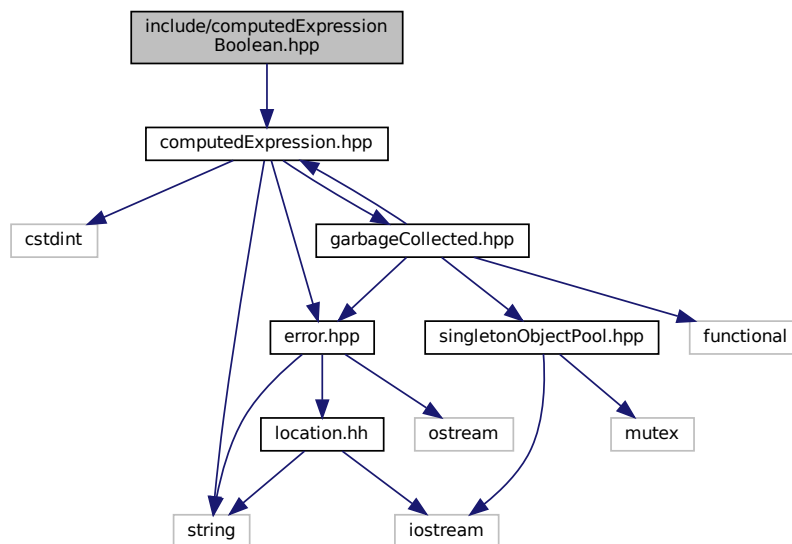 include/computedExpression
Boolean.hpp
computedExpression.hpp
cstdint
garbageCollected.hpp
error.hpp
singletonObjectPool.hpp
functional
location.hh
ostream
mutex
string
iostream